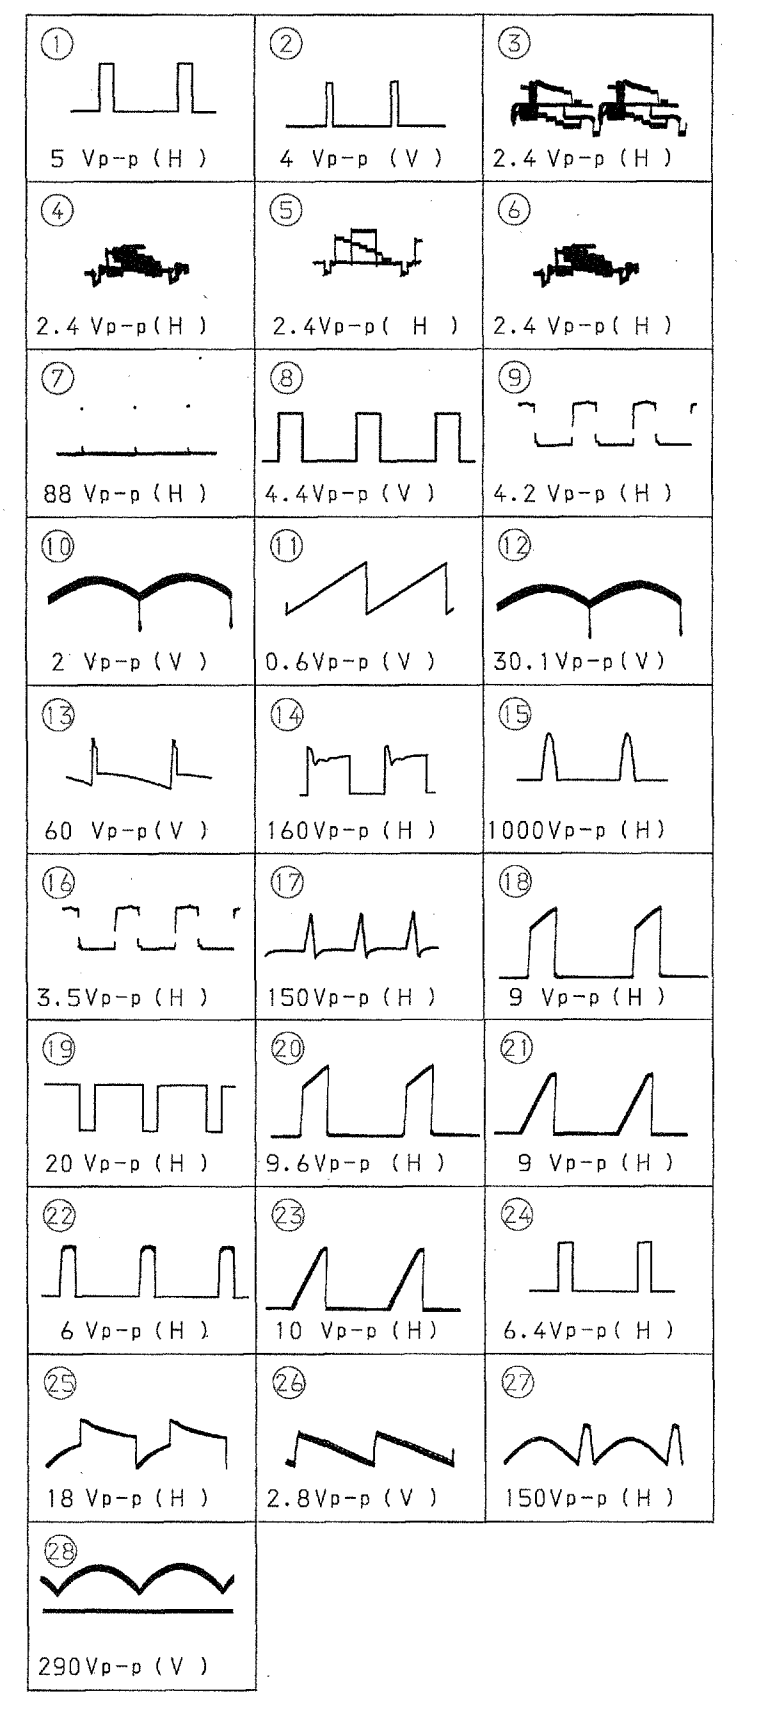 ①
5 Vp-p (H)
②
4 Vp-p (V)
③
2.4 Vp-p (H)
④
2.4 Vp-p (H)
⑤
2.4Vp-p( H )
⑥
2.4 Vp-p( H )
⑦
88 Vp-p (H)
⑧
4.4Vp-p ( V )
⑨
4.2 Vp-p ( H )
⑩
2 Vp-p ( V )
⑪
0.6Vp-p ( V )
⑫
30.1Vp-p( V )
⑬
60 Vp-p( V )
⑭
160Vp-p ( H )
⑮
1000Vp-p (H)
⑯
3.5Vp-p ( H )
⑰
150Vp-p ( H )
⑱
9 Vp-p (H)
⑲
20 Vp-p ( H )
⑳
9.6Vp-p ( H )
㉑
9 Vp-p ( H )
㉒
6 Vp-p ( H )
㉓
10 Vp-p (H)
㉔
6.4Vp-p( H )
㉕
18 Vp-p ( H )
㉖
2.8Vp-p ( V )
㉗
150Vp-p ( H )
㉘
290Vp-p ( V )